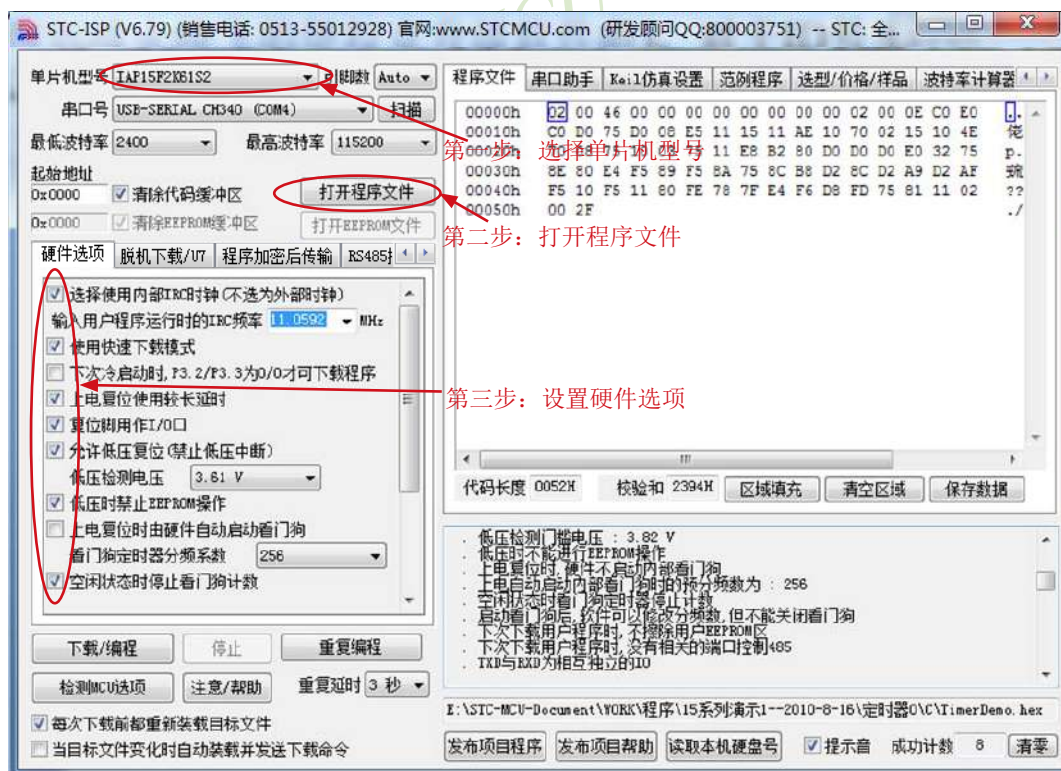 STC-ISP (V6.79) (销售电话: 0513-55012928) 官网:www.STCMCU.com (研发顾问QQ:800003751) -- STC: 全...
单片机型号 IAP15F2K61S2 引脚数 Auto
串口号 USB-SERIAL CH340 (COM4) 扫描
最低波特率 2400 最高波特率 115200
起始地址
0x0000 清除代码缓冲区 打开程序文件
0x0000 清除EEPROM缓冲区 打开EEPROM文件
硬件选项 脱机下载/U7 程序加密后传输 RS485
选择使用内部IRC时钟(不选为外部时钟)
输入用户程序运行时的IRC频率 11.0592 MHz
使用快速下载模式
下次冷启动时, P3.2/P3.3为0/0才可下载程序
上电复位使用较长延时
复位脚用作I/O口
允许低压复位(禁止低压中断)
低压检测电压 3.61 V
低压时禁止EEPROM操作
上电复位时由硬件自动启动看门狗
看门狗定时器分频系数 256
空闲状态时停止看门狗计数
下载/编程 停止 重复编程
检测MCU选项 注意/帮助 重复延时 3 秒
每次下载前都重新装载目标文件
当目标文件变化时自动装载并发送下载命令
程序文件 串口助手 Keil仿真设置 范例程序 选型/价格/样品 波特率计算器
00000h 02 00 46 00 00 00 00 00 00 00 00 02 00 0E C0 E0
00010h C0 D0 75 D0 08 E5 11 15 11 AE 10 70 02 15 10 4E
00020h 11 E8 B2 80 D0 D0 D0 E0 32 75 p.
第一步: 选择单片机型号
00030h 8E 80 E4 F5 89 F5 8A 75 8C B8 D2 8C D2 A9 D2 AF
00040h F5 10 F5 11 80 FE 78 7F E4 F6 D8 FD 75 81 11 02 ??
00050h 00 2F ./
第二步: 打开程序文件
第三步: 设置硬件选项
代码长度 0052H 校验和 2394H 区域填充 清空区域 保存数据
. 低压检测门槛电压 : 3.82 V
. 低压时不能进行EEPROM操作
. 上电复位时, 硬件不启动内部看门狗
. 上电自动启动内部看门狗时的预分频数为 : 256
. 空闲状态时看门狗定时器停止计数
. 启动看门狗后, 软件可以修改分频数, 但不能关闭看门狗
. 下次下载用户程序时, 不擦除用户EEPROM区
. 下次下载用户程序时, 没有相关的端口控制485
. TXD与RXD为相互独立的IO
E:\STC-MCU-Document\WORK\程序\15系列演示1--2010-8-16\定时器0\C\TimerDemo.hex
发布项目程序 发布项目帮助 读取本机硬盘号 提示音 成功计数 8 清零